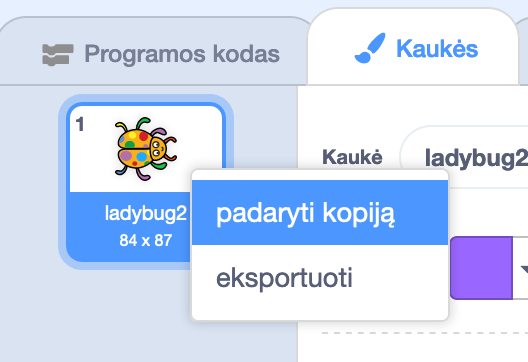 Programos kodas
Kaukės
1
ladybug2
84 x 87
Kaukė
ladybug2
padaryti kopiją
eksportuoti